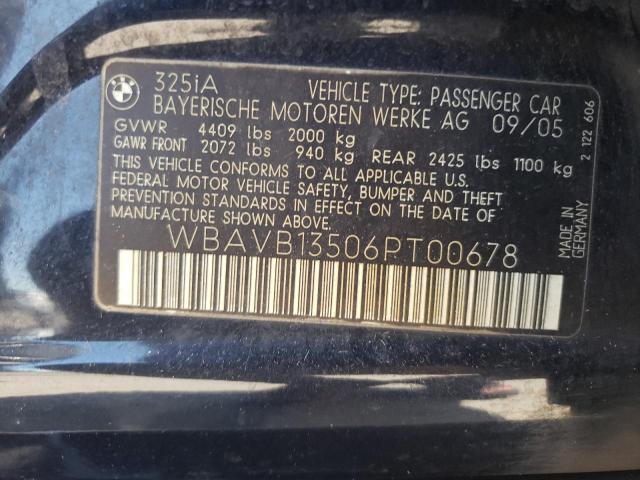 BMW
325iA VEHICLE TYPE: PASSENGER CAR
BAYERISCHE MOTOREN WERKE AG 09/05
GVWR 4409 lbs 2000 kg
GAWR FRONT 2072 lbs 940 kg REAR 2425 lbs 1100 kg
THIS VEHICLE CONFORMS TO ALL APPLICABLE U.S.
FEDERAL MOTOR VEHICLE SAFETY, BUMPER AND THEFT
PREVENTION STANDARDS IN EFFECT ON THE DATE OF
MANUFACTURE SHOWN ABOVE.
WBAVB13506PT00678
2 122 606
MADE IN
GERMANY